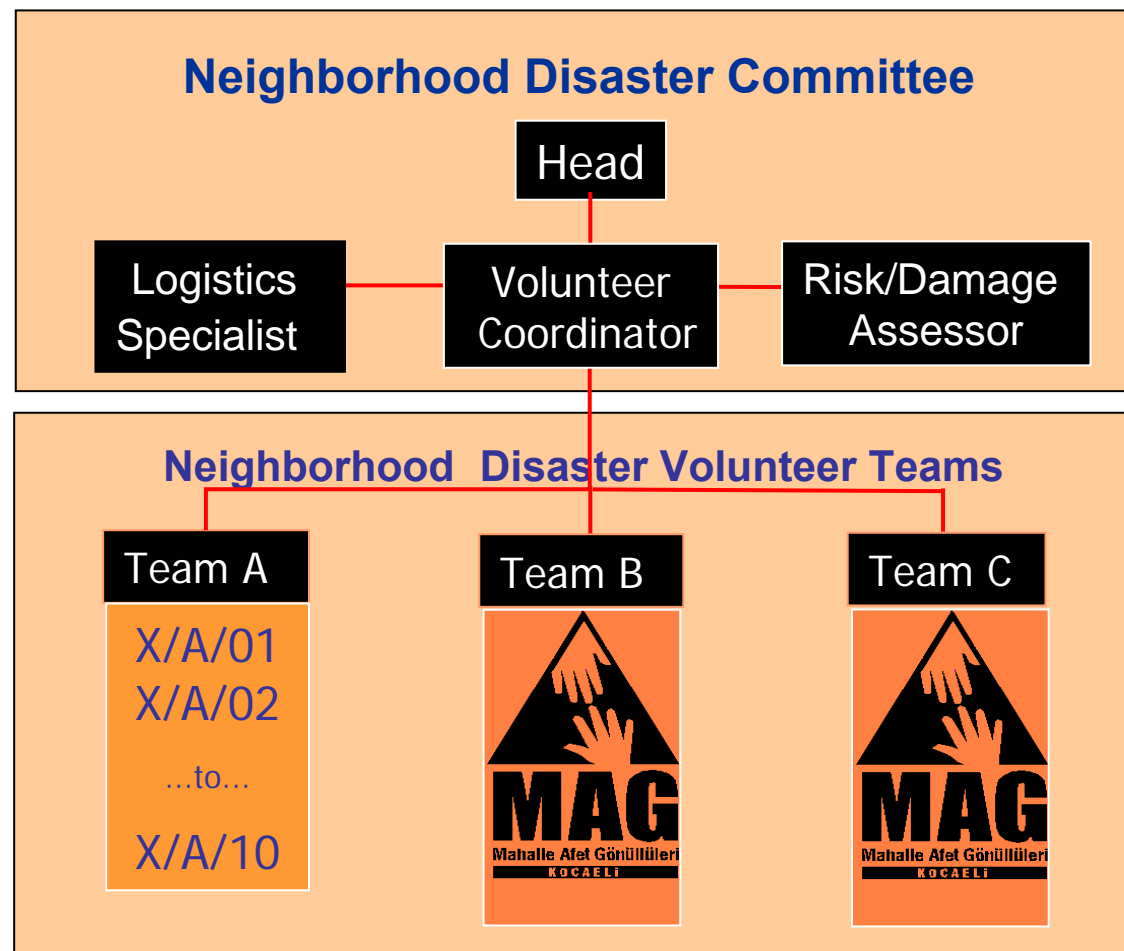 Neighborhood Disaster Committee
Head
Logistics
Specialist
Volunteer
Coordinator
Risk/Damage
Assessor
Neighborhood Disaster Volunteer Teams
Team A
X/A/01
X/A/02
...to...
X/A/10
Team B
MAG
Mahalle Afet Gönüllüleri
KOCAELİ
Team C
MAG
Mahalle Afet Gönüllüleri
KOCAELİ